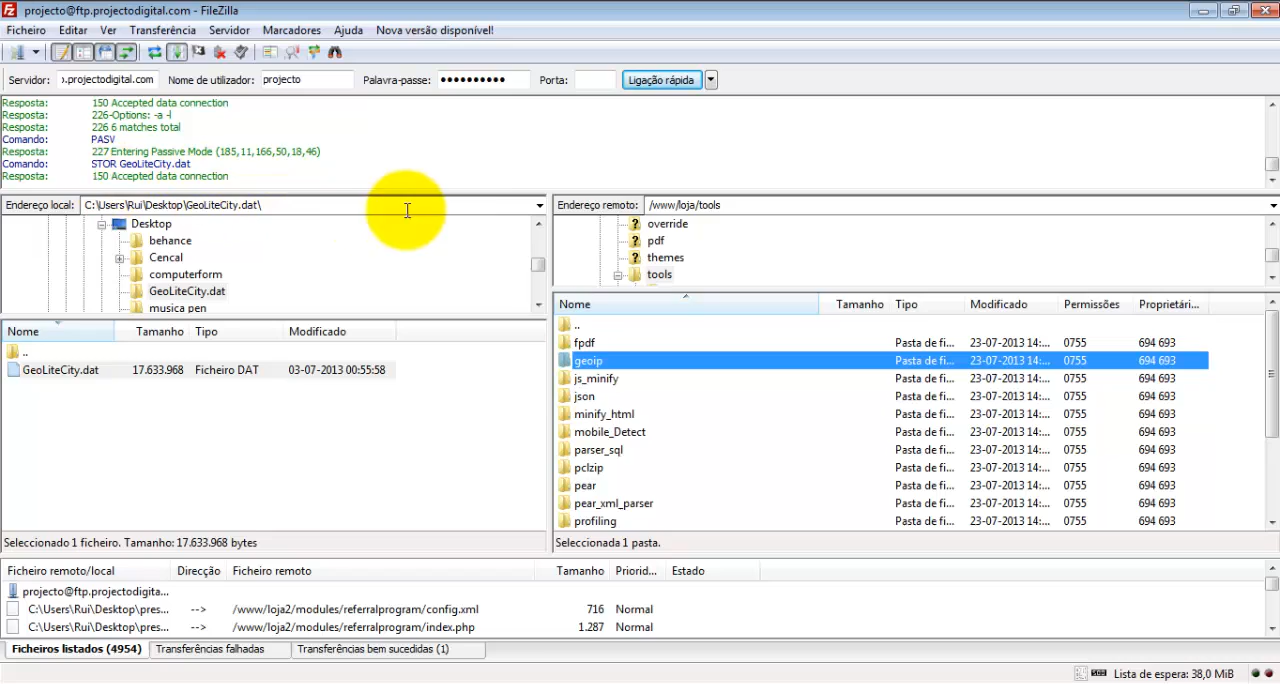 projecto@ftp.projectodigital.com - FileZilla
Ficheiro Editar Ver Transferência Servidor Marcadores Ajuda Nova versão disponível!
Servidor: ɔ.projectodigital.com Nome de utilizador: projecto Palavra-passe: ●●●●●●●●●● Porta: Ligação rápida
Resposta: 150 Accepted data connection
Resposta: 226-Options: -a -l
Resposta: 226 6 matches total
Comando: PASV
Resposta: 227 Entering Passive Mode (185,11,166,50,18,46)
Comando: STOR GeoLiteCity.dat
Resposta: 150 Accepted data connection
Endereço local: C:\Users\Rui\Desktop\GeoLiteCity.dat\
Desktop
behance
Cencal
computerform
GeoLiteCity.dat
musica pen
Nome Tamanho Tipo Modificado
..
GeoLiteCity.dat 17.633.968 Ficheiro DAT 03-07-2013 00:55:23
Seleccionado 1 ficheiro. Tamanho: 17.633.968 bytes
Endereço remoto: /www/loja/tools
override
pdf
themes
tools
Nome Tamanho Tipo Modificado Permissões Proprietári...
..
fpdf Pasta de fi... 23-07-2013 14:... 0755 694 693
geoip Pasta de fi... 23-07-2013 14:... 0755 694 693
js_minify Pasta de fi... 23-07-2013 14:... 0755 694 693
json Pasta de fi... 23-07-2013 14:... 0755 694 693
minify_html Pasta de fi... 23-07-2013 14:... 0755 694 693
mobile_Detect Pasta de fi... 23-07-2013 14:... 0755 694 693
parser_sql Pasta de fi... 23-07-2013 14:... 0755 694 693
pclzip Pasta de fi... 23-07-2013 14:... 0755 694 693
pear Pasta de fi... 23-07-2013 14:... 0755 694 693
pear_xml_parser Pasta de fi... 23-07-2013 14:... 0755 694 693
profiling Pasta de fi... 23-07-2013 14:... 0755 694 693
Seleccionada 1 pasta.
Ficheiro remoto/local Direcção Ficheiro remoto Tamanho Priorid... Estado
projecto@ftp.projectodigita...
C:\Users\Rui\Desktop\pres... --> /www/loja2/modules/referralprogram/config.xml 716 Normal
C:\Users\Rui\Desktop\pres... --> /www/loja2/modules/referralprogram/index.php 1.287 Normal
Ficheiros listados (4954) Transferências falhadas Transferências bem sucedidas (1)
Lista de espera: 38,0 MiB